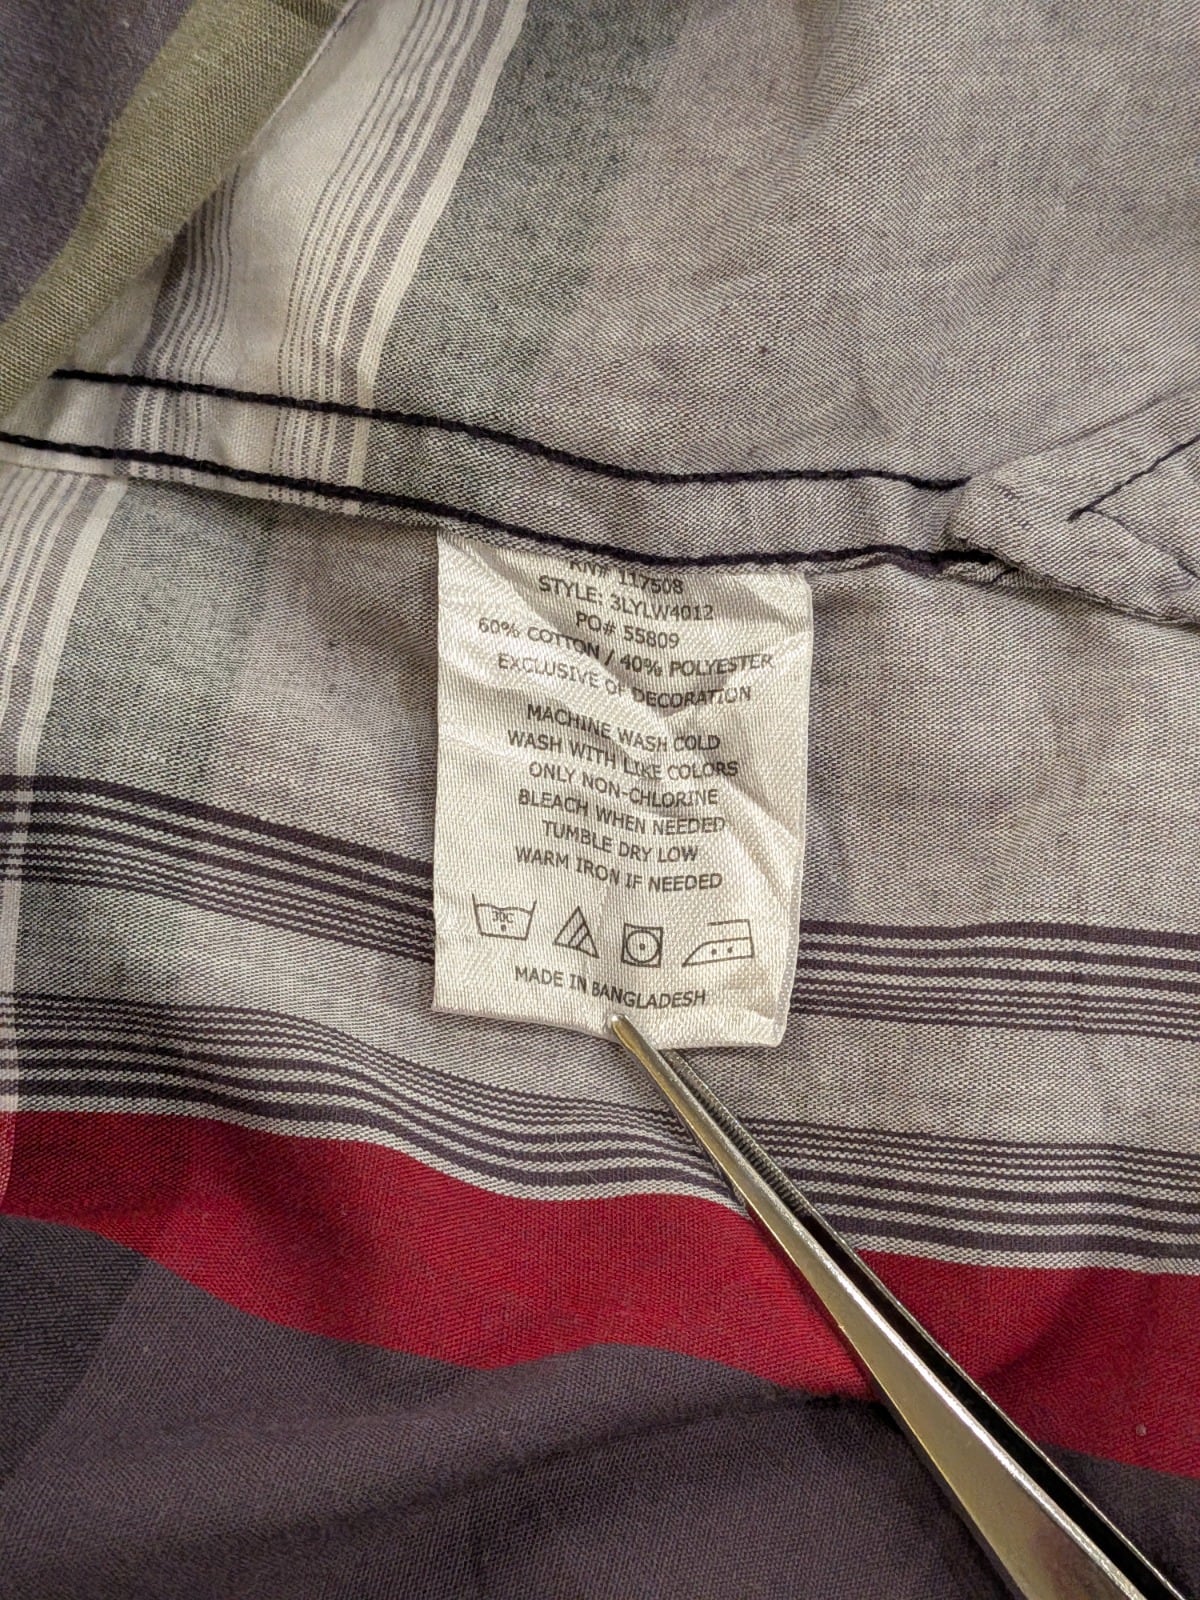 RN# 117508
STYLE: 3LYLW4012
PO# 55809
60% COTTON / 40% POLYESTER
EXCLUSIVE OF DECORATION
MACHINE WASH COLD
WASH WITH LIKE COLORS
ONLY NON-CHLORINE
BLEACH WHEN NEEDED
TUMBLE DRY LOW
WARM IRON IF NEEDED
30C
MADE IN BANGLADESH